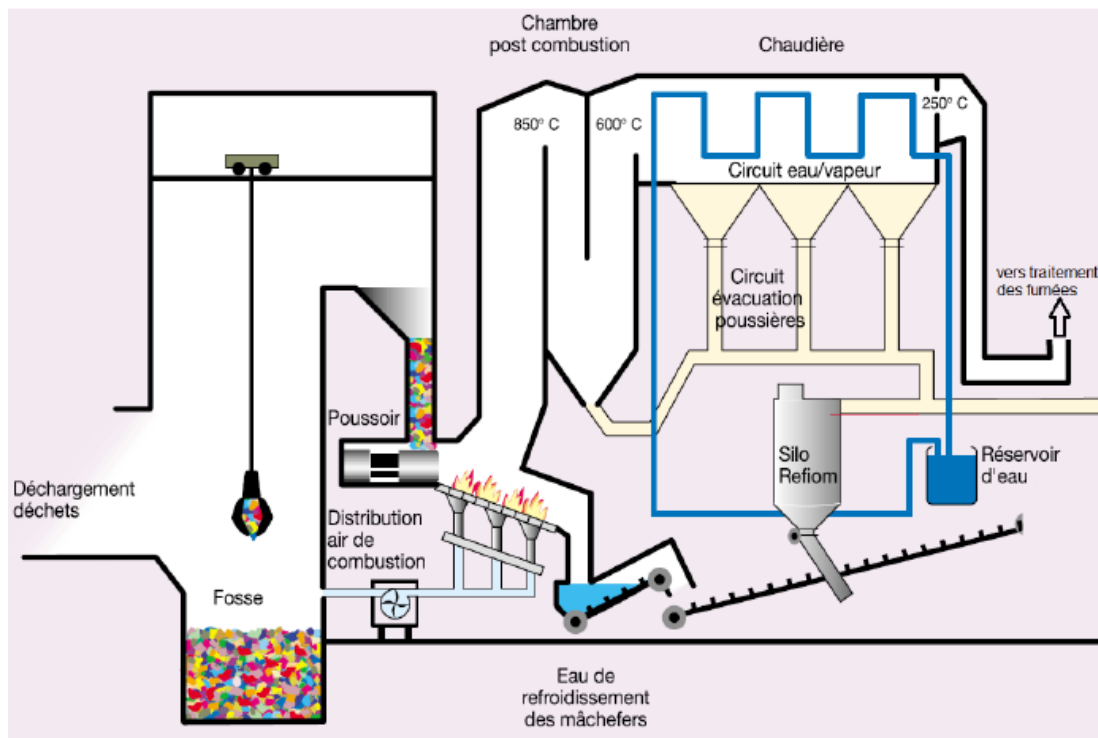 Chambre
post combustion
Chaudière
850° C
600° C
250° C
Circuit eau/vapeur
Circuit
évacuation
poussières
vers traitement
des fumées
Poussoir
Silo
Refiom
Réservoir
d'eau
Déchargement
déchets
Distribution
air de
combustion
Fosse
Eau de
refroidissement
des mâchefers